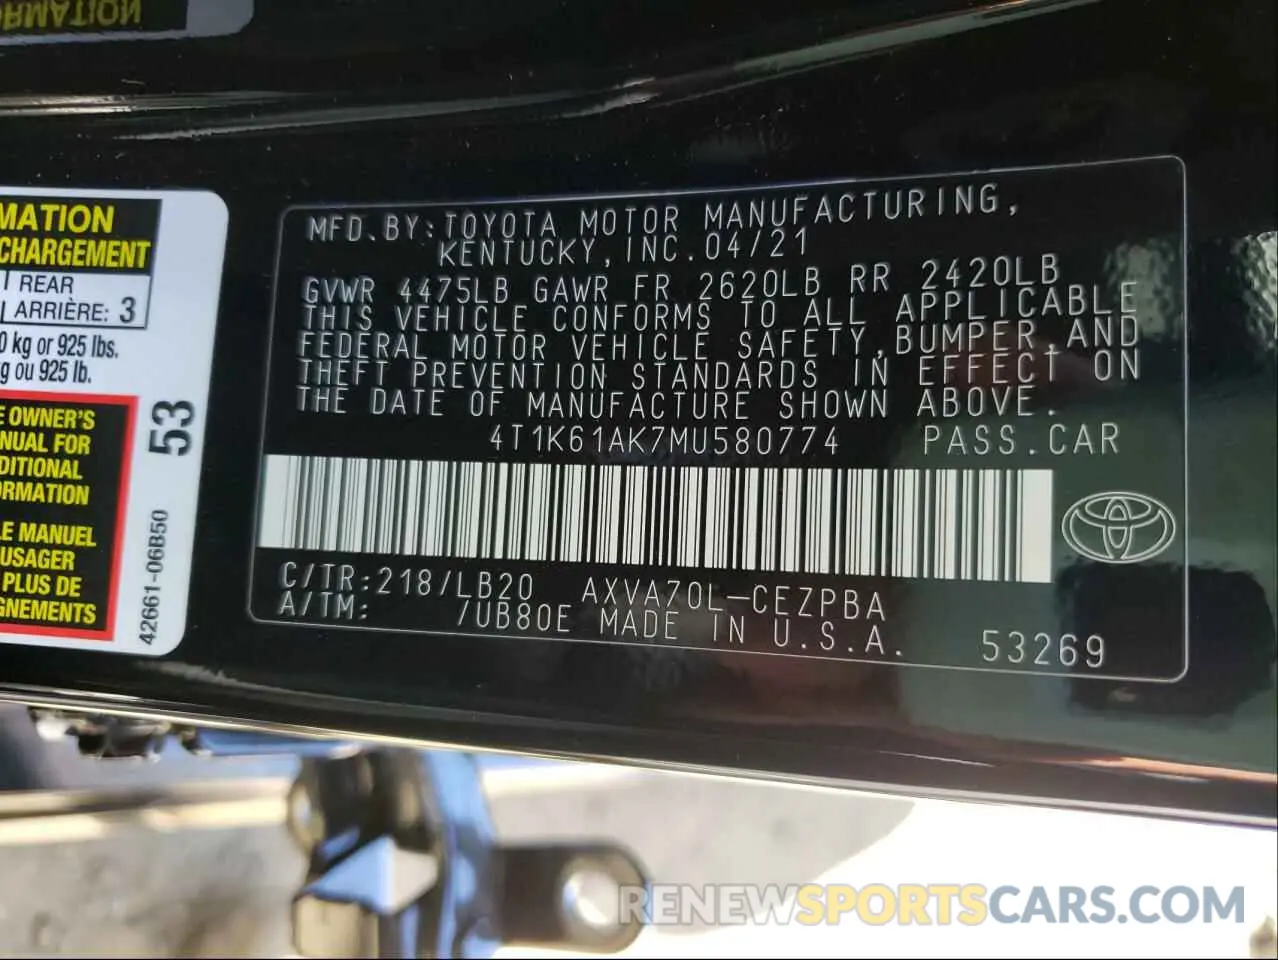 ORMATION
MATION
CHARGEMENT
REAR
ARRIÈRE: 3
0 kg or 925 lbs.
g ou 925 lb.
E OWNER'S
NUAL FOR
DITIONAL
ORMATION
LE MANUEL
USAGER
PLUS DE
GNEMENTS
53
42661-06B50
MFD.BY:TOYOTA MOTOR MANUFACTURING,
KENTUCKY,INC.04/21
GVWR 4475LB GAWR FR 2620LB RR 2420LB
THIS VEHICLE CONFORMS TO ALL APPLICABLE
FEDERAL MOTOR VEHICLE SAFETY,BUMPER,AND
THEFT PREVENTION STANDARDS IN EFFECT ON
THE DATE OF MANUFACTURE SHOWN ABOVE.
4T1K61AK7MU580774 PASS.CAR
C/TR:218/LB20 AXVA70L-CEZPBA
A/TM: /UB80E MADE IN U.S.A. 53269
RENEWSPORTSCARS.COM